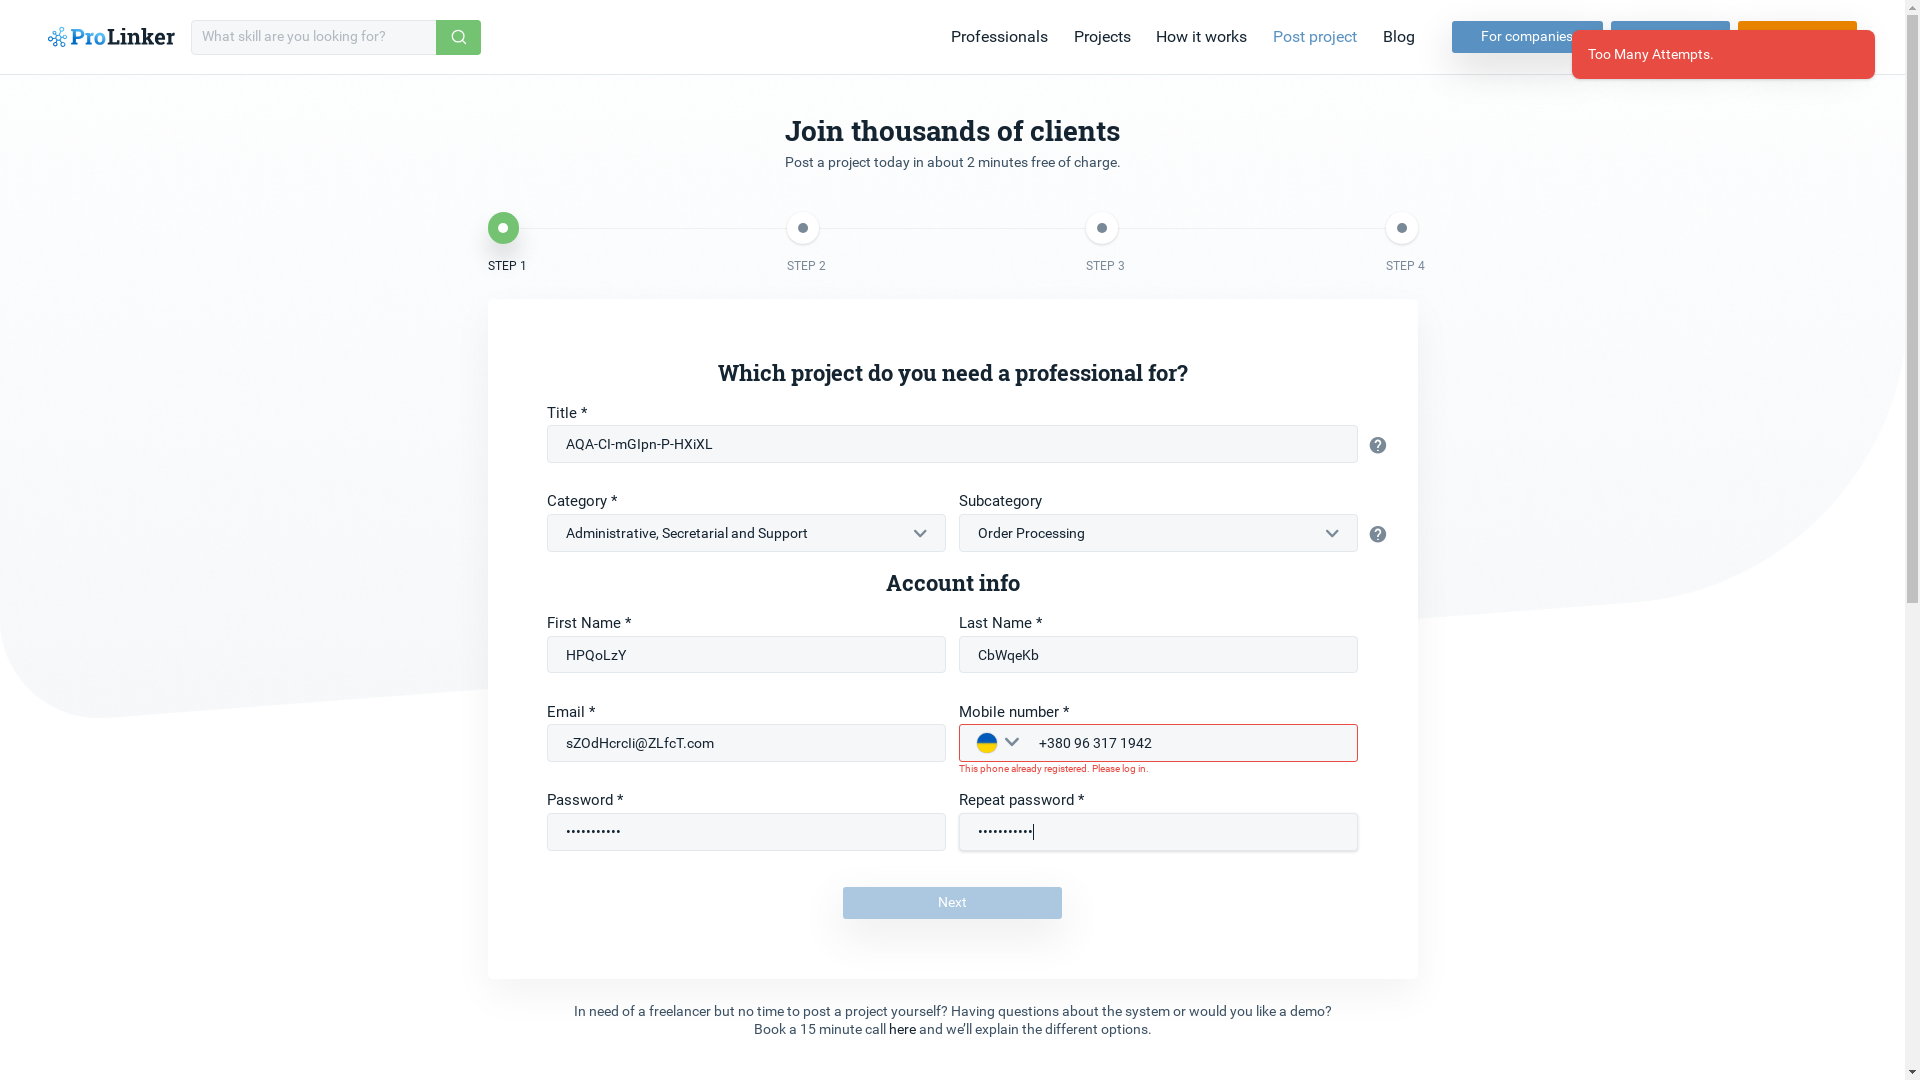 ProLinker
What skill are you looking for?
Professionals
Projects
How it works
Post project
Blog
For companies
Too Many Attempts.
Join thousands of clients
Post a project today in about 2 minutes free of charge.
STEP 1
STEP 2
STEP 3
STEP 4
Which project do you need a professional for?
Title *
AQA-CI-mGIpn-P-HXiXL
Category *
Subcategory
Administrative, Secretarial and Support
Order Processing
Account info
First Name *
Last Name *
HPQoLzY
CbWqeKb
Email *
Mobile number *
sZOdHcrcIi@ZLfcT.com
+380 96 317 1942
This phone already registered. Please log in.
Password *
Repeat password *
•••••••••••
•••••••••••
Next
In need of a freelancer but no time to post a project yourself? Having questions about the system or would you like a demo?
Book a 15 minute call here and we’ll explain the different options.